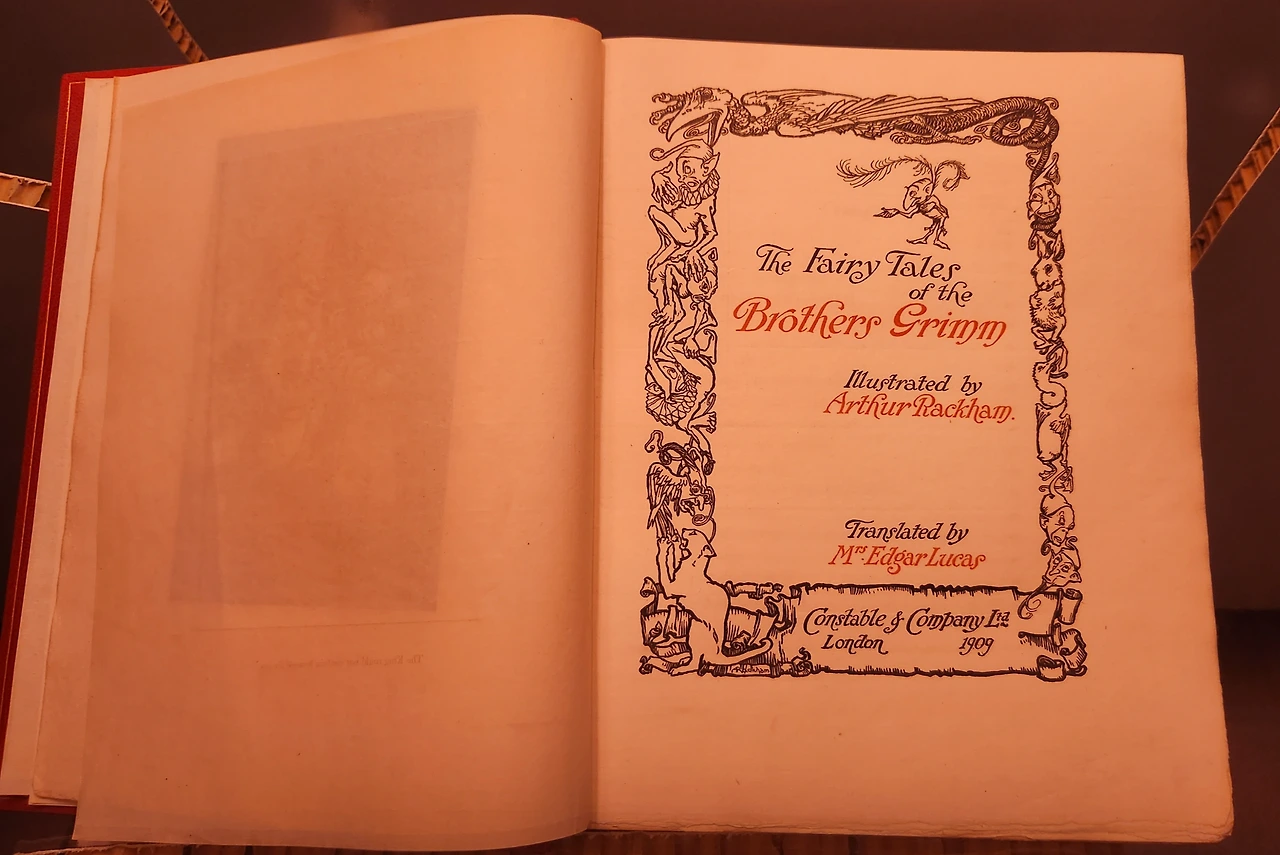 The Fairy Tales
of the
Brothers Grimm
Illustrated by
Arthur Rackham.
Translated by
Mrs. Edgar Lucas
Constable & Company Ltd.
London 1909
ARackham